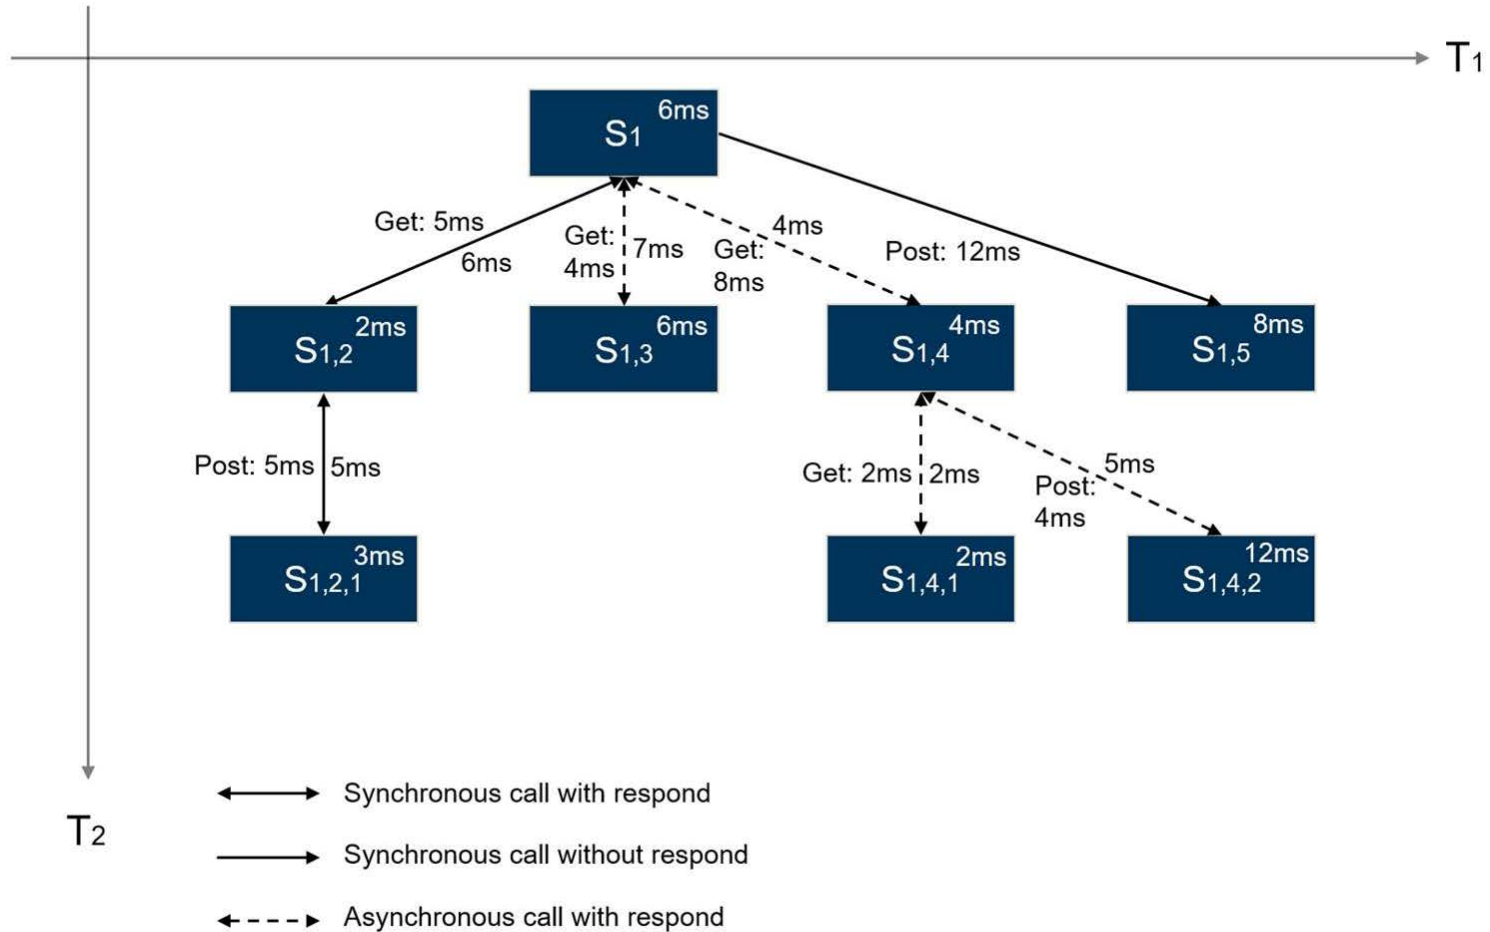 T1
6ms
S1
Get: 5ms
6ms
Get:
4ms
7ms
Get:
8ms
4ms
Post: 12ms
2ms
S1,2
6ms
S1,3
4ms
S1,4
8ms
S1,5
Post: 5ms
5ms
Get: 2ms
2ms
Post:
4ms
5ms
3ms
S1,2,1
2ms
S1,4,1
12ms
S1,4,2
T2
Synchronous call with respond
Synchronous call without respond
Asynchronous call with respond